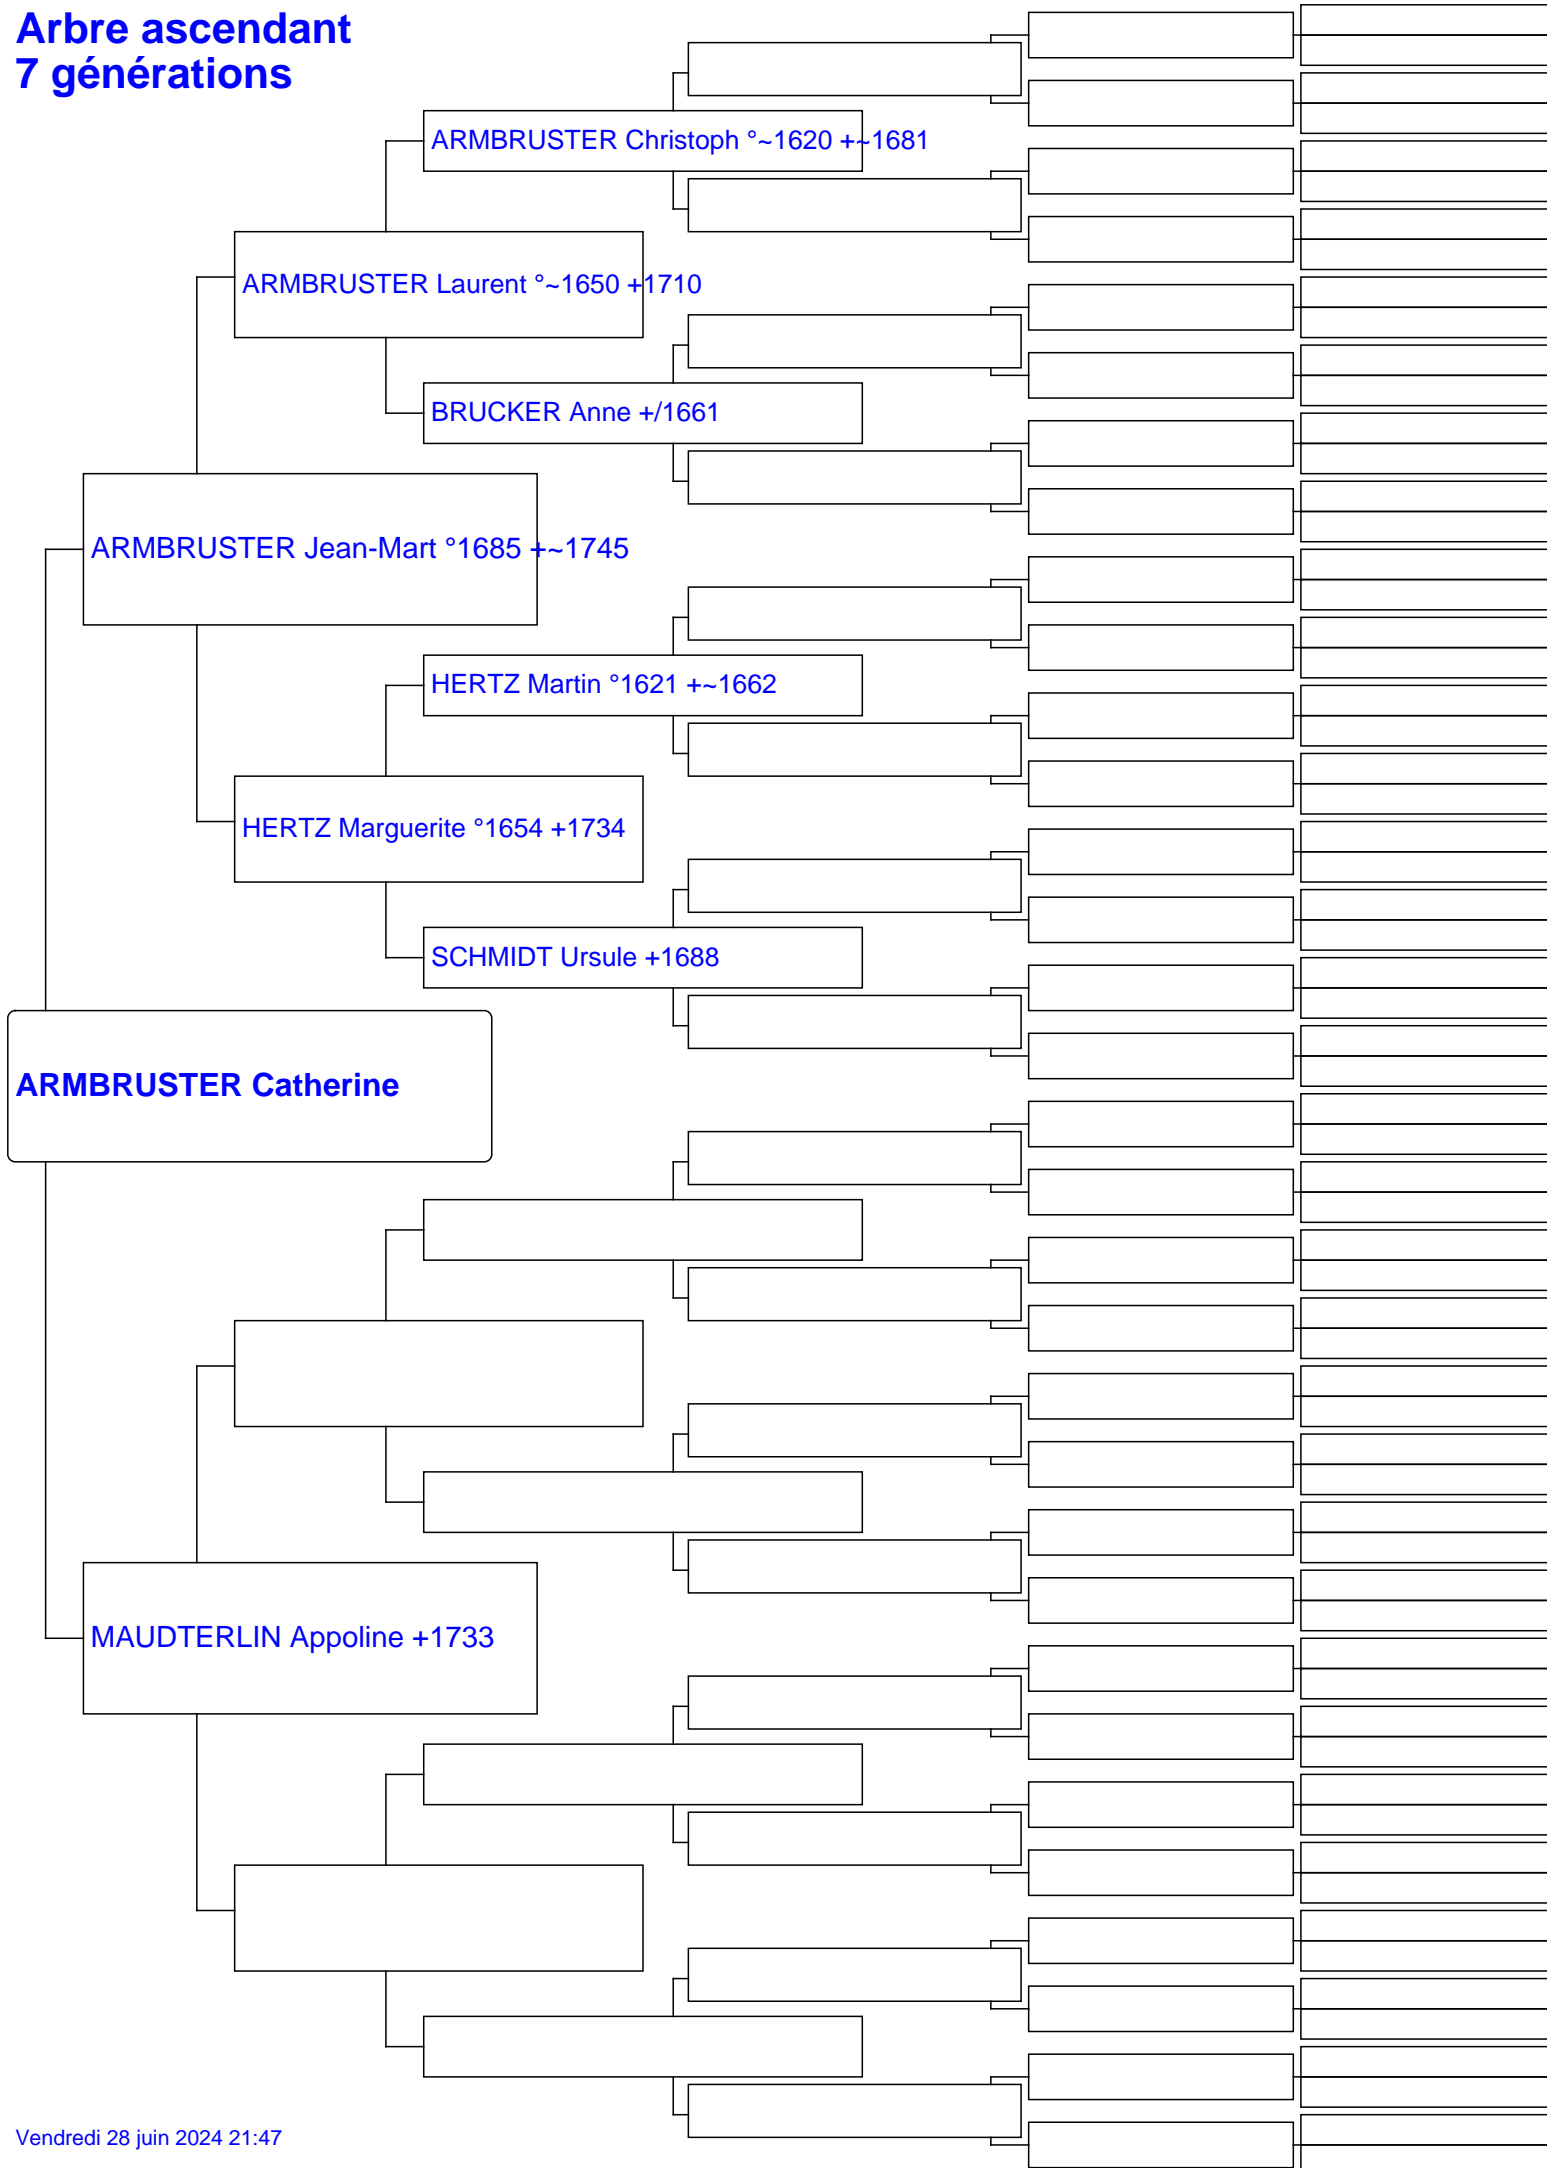 Arbre ascendant
7 générations
ARMBRUSTER Christoph °~1620 +~1681
ARMBRUSTER Laurent °~1650 +1710
BRUCKER Anne +/1661
ARMBRUSTER Jean-Mart °1685 +~1745
HERTZ Martin °1621 +~1662
HERTZ Marguerite °1654 +1734
SCHMIDT Ursule +1688
ARMBRUSTER Catherine
MAUDTERLIN Appoline +1733
Vendredi 28 juin 2024 21:47